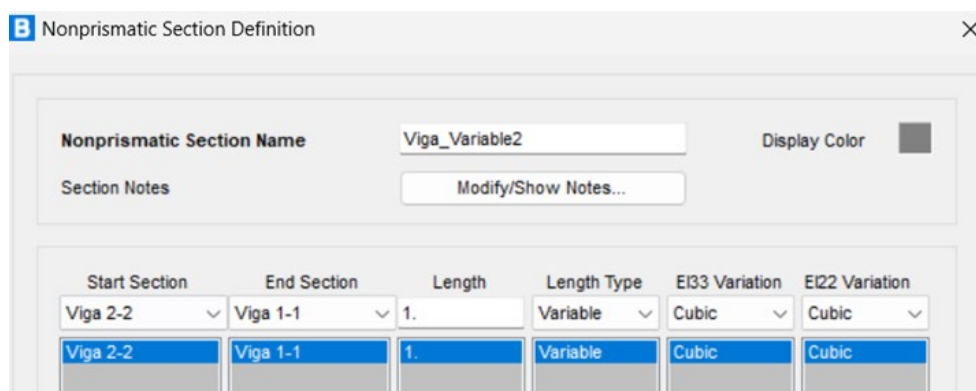 B Nonprismatic Section Definition
Nonprismatic Section Name Viga_Variable2 Display Color
Section Notes Modify/Show Notes...
Start Section End Section Length Length Type EI33 Variation EI22 Variation
Viga 2-2 Viga 1-1 1. Variable Cubic Cubic
Viga 2-2 Viga 1-1 1. Variable Cubic Cubic